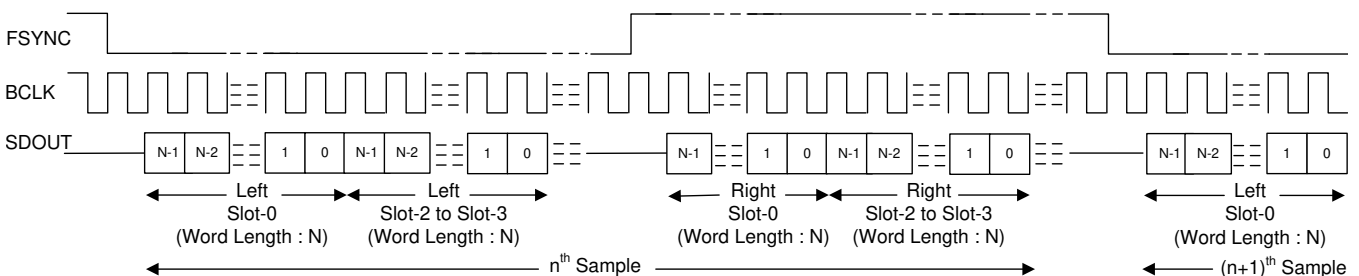 FSYNC
BCLK
SDOUT
N-1 N-2 1 0 N-1 N-2 1 0 N-1 1 0 N-1 N-2 1 0 N-1 N-2 1 0
Left Left Right Right Left
Slot-0 Slot-2 to Slot-3 Slot-0 Slot-2 to Slot-3 Slot-0
(Word Length : N) (Word Length : N) (Word Length : N) (Word Length : N) (Word Length : N)
nth Sample (n+1)th Sample